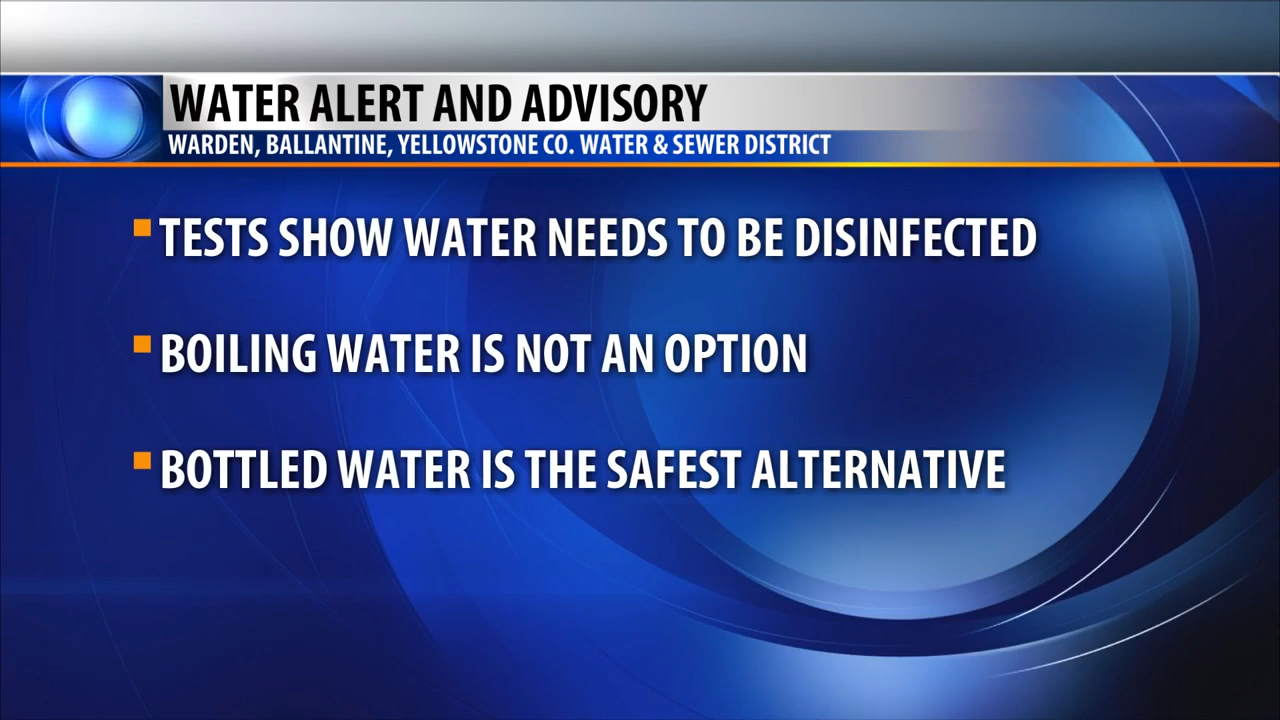 WATER ALERT AND ADVISORY
WARDEN, BALLANTINE, YELLOWSTONE CO. WATER & SEWER DISTRICT
TESTS SHOW WATER NEEDS TO BE DISINFECTED
BOILING WATER IS NOT AN OPTION
BOTTLED WATER IS THE SAFEST ALTERNATIVE